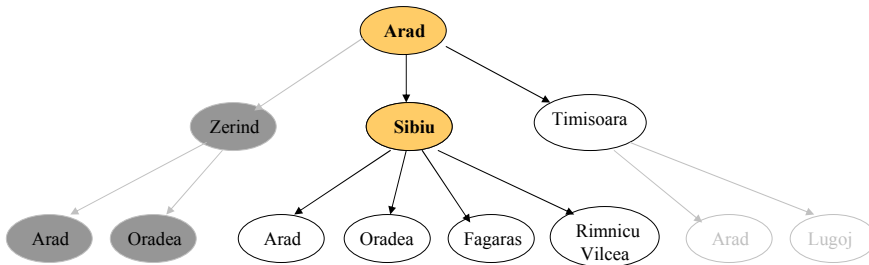 Arad
Zerind
Sibiu
Timisoara
Arad
Oradea
Arad
Oradea
Fagaras
Rimnicu
Vilcea
Arad
Lugoj